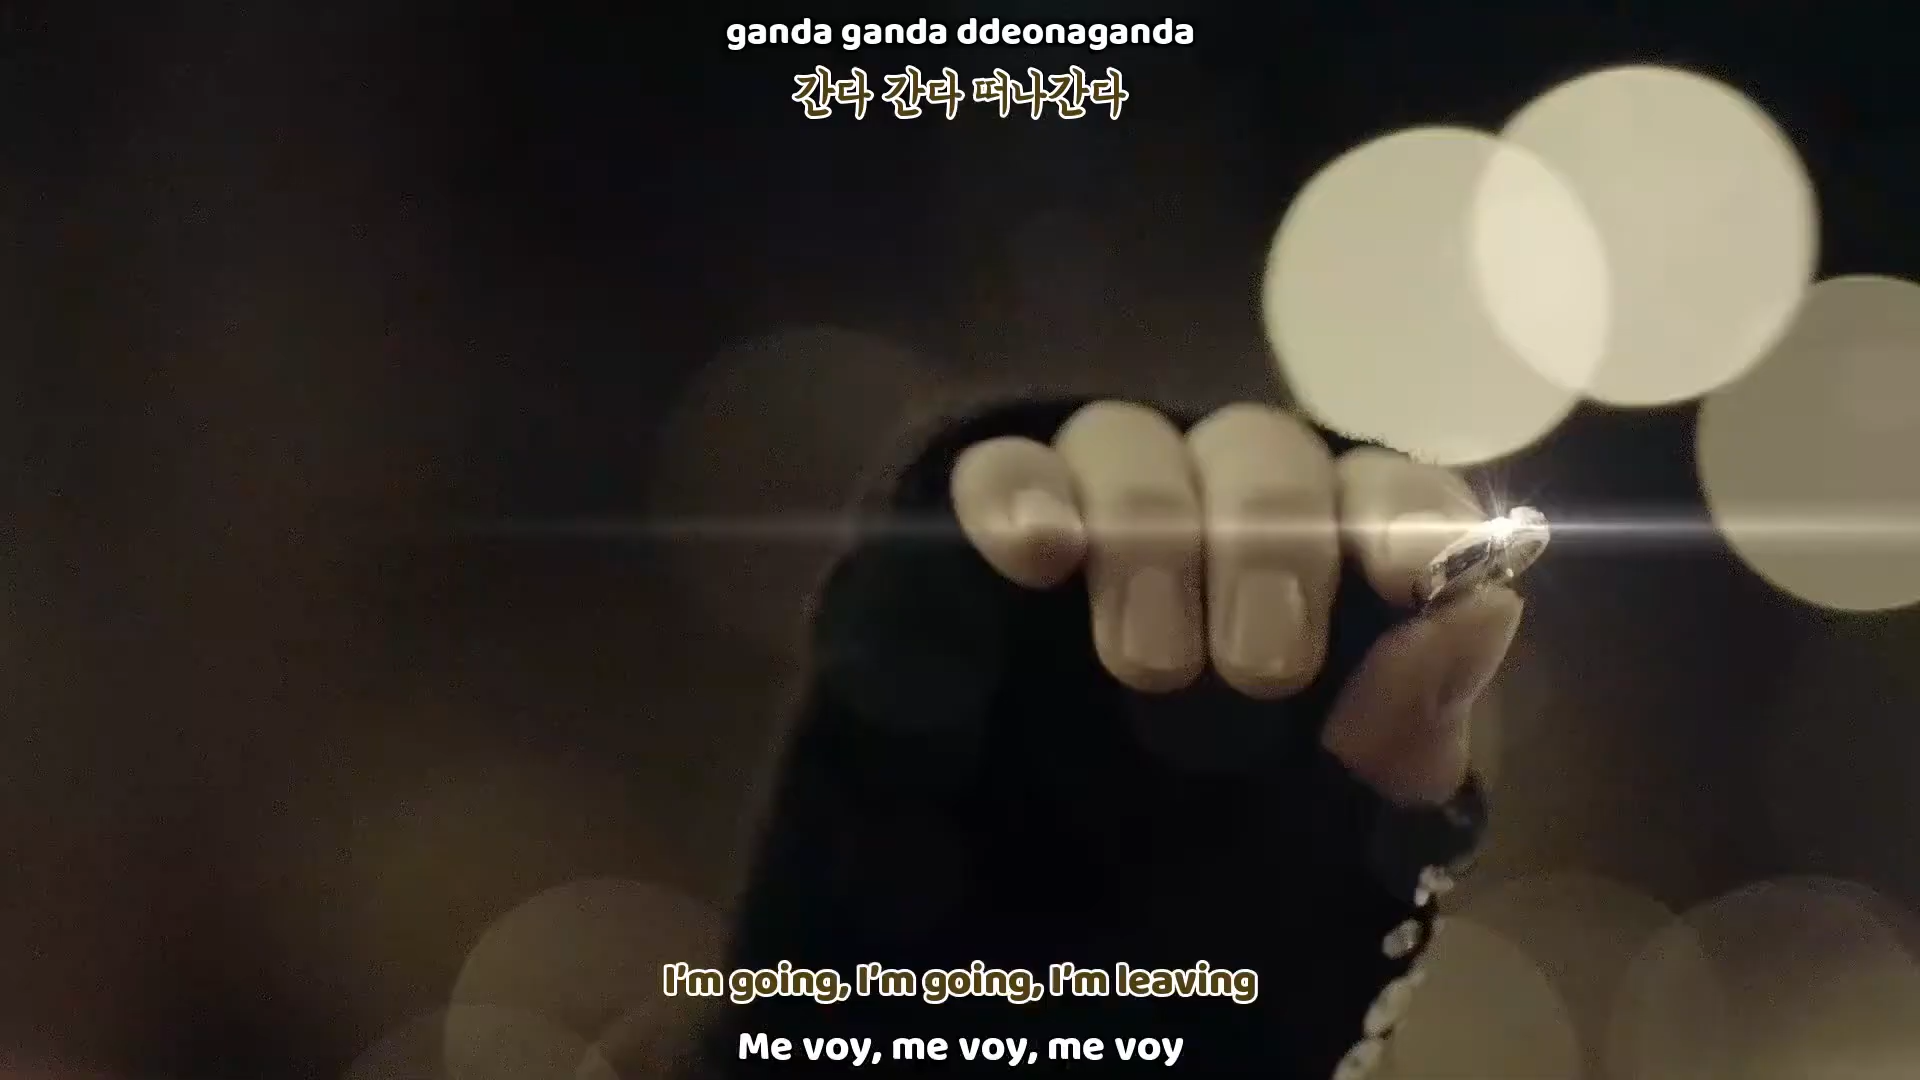 ganda ganda ddeonaganda
간다 간다 떠나간다
I'm going, I'm going, I'm leaving
Me voy, me voy, me voy